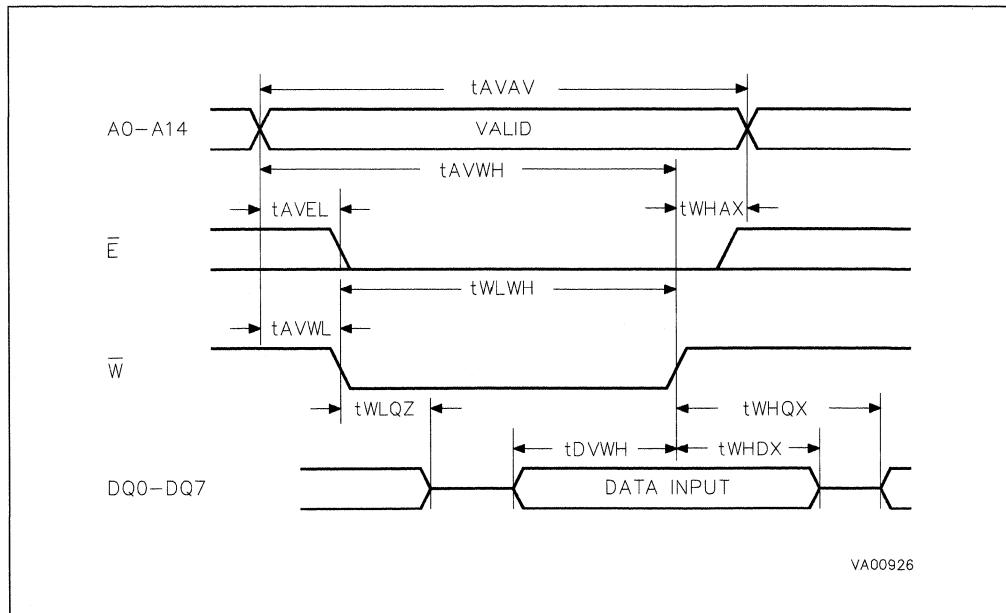 tAVAV
A0-A14
VALID
tAVWH
tAVEL
tWHAX
E
tWLWH
tAVWL
W
tWLQZ
tWHQX
tDVWH
tWHDX
DQ0-DQ7
DATA INPUT
VA00926